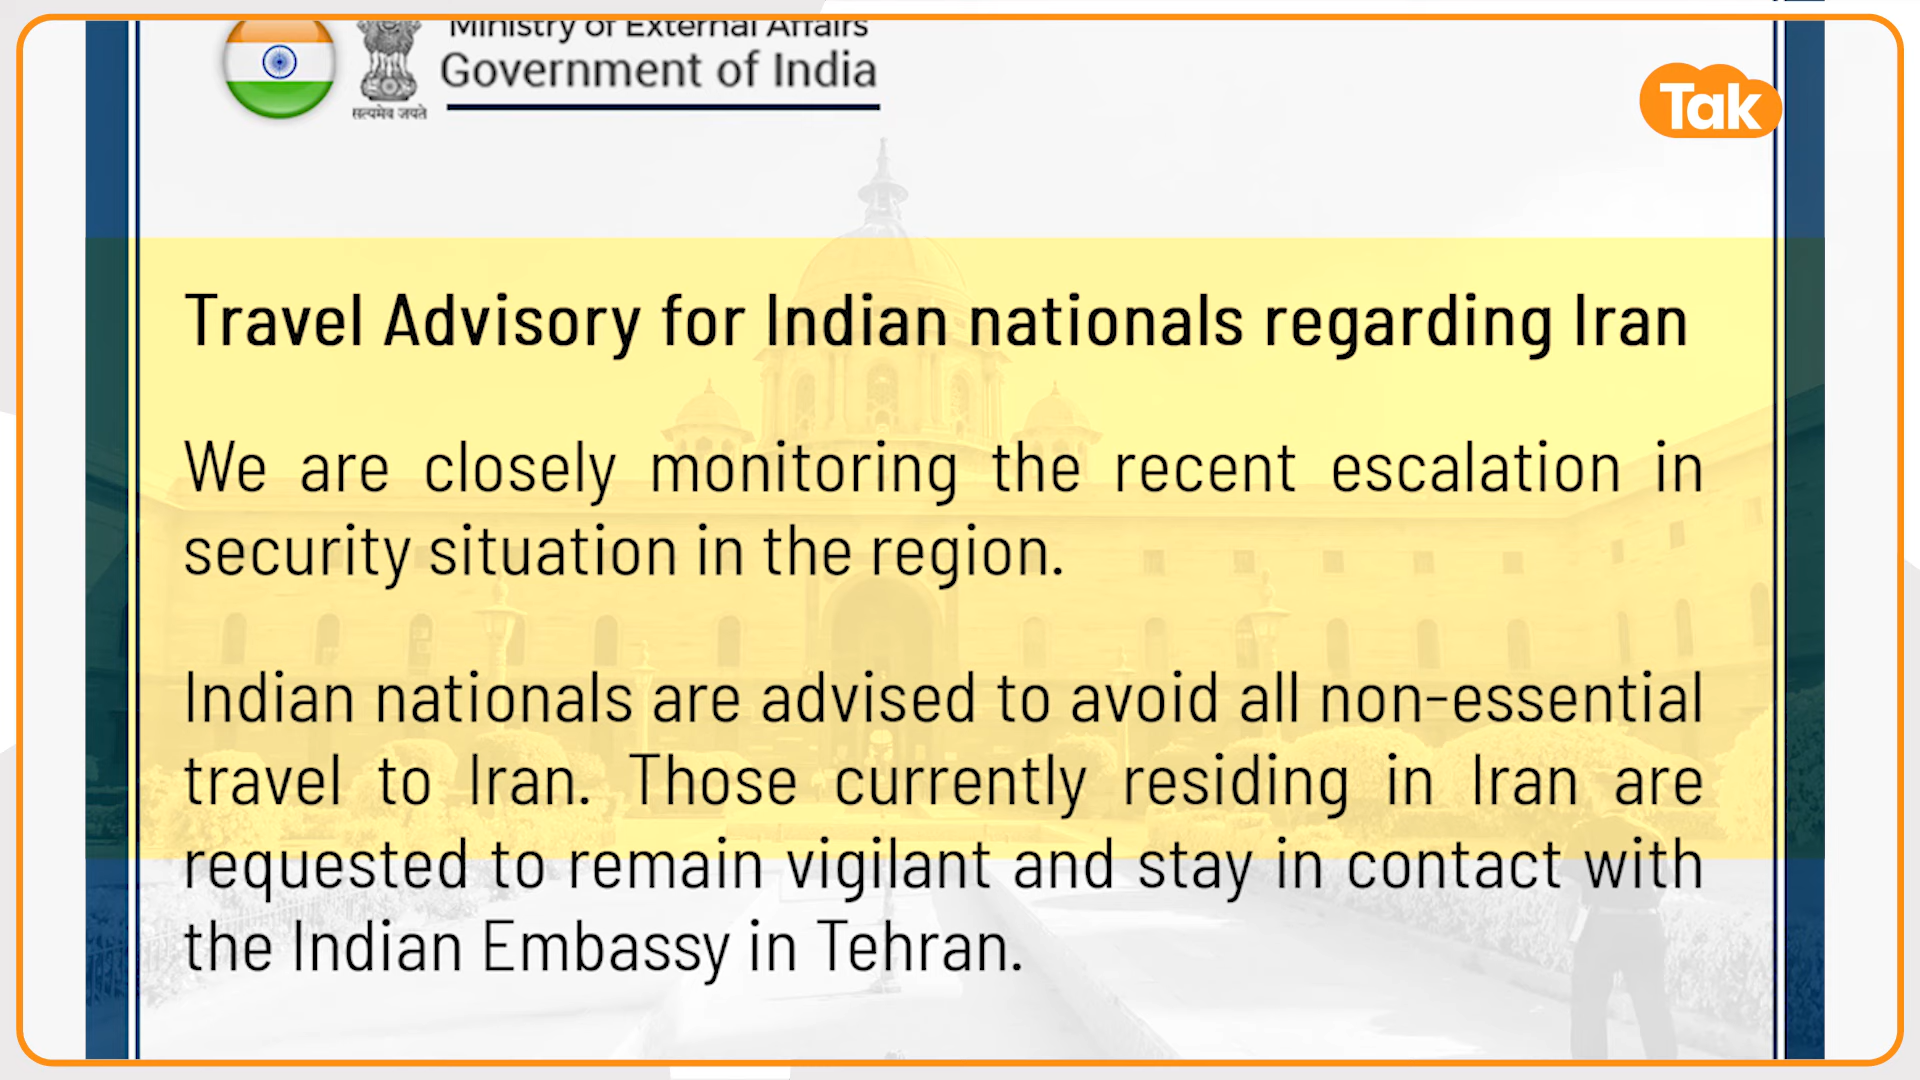 Ministry of External Affairs
Government of India
सत्यमेव जयते
Tak
Travel Advisory for Indian nationals regarding Iran
We are closely monitoring the recent escalation in
security situation in the region.
Indian nationals are advised to avoid all non-essential
travel to Iran. Those currently residing in Iran are
requested to remain vigilant and stay in contact with
the Indian Embassy in Tehran.